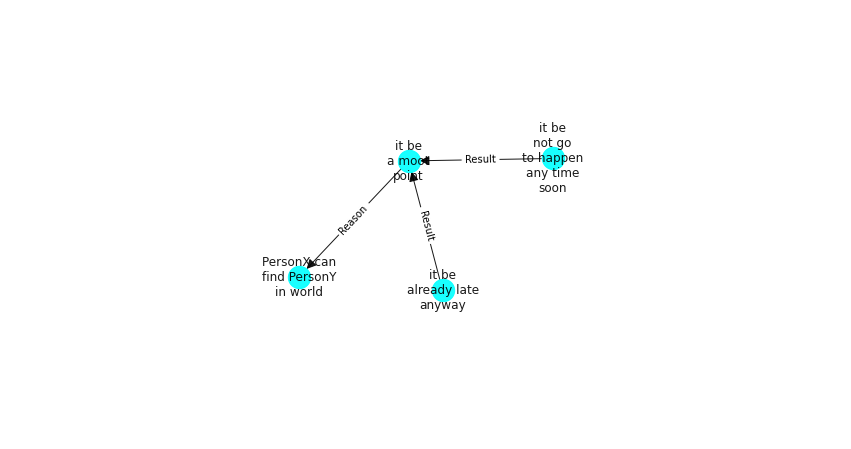 it be
not go
to happen
any time
soon
it be
a moot
point
Result
Reason
Result
PersonX can
find PersonY
in world
it be
already late
anyway